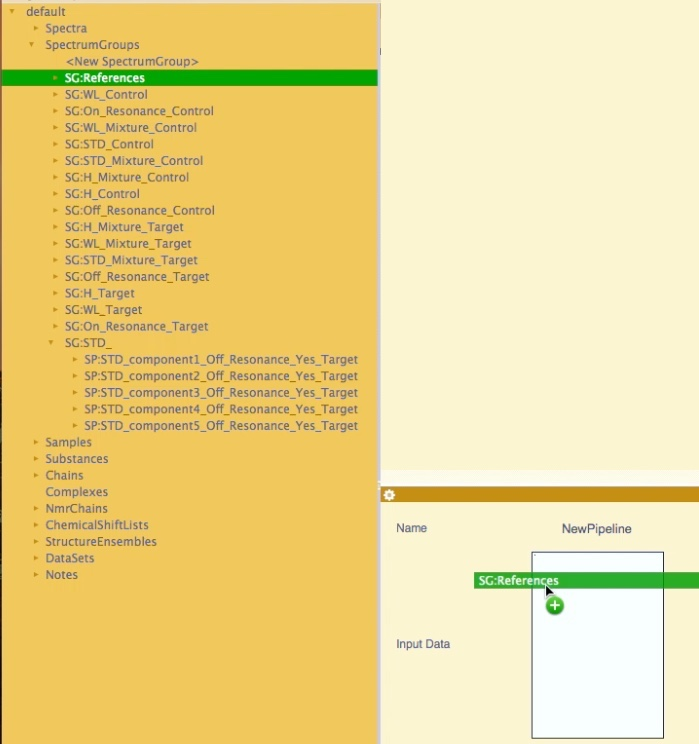 default
Spectra
SpectrumGroups
<New SpectrumGroup>
SG:References
SG:WL_Control
SG:On_Resonance_Control
SG:WL_Mixture_Control
SG:STD_Control
SG:STD_Mixture_Control
SG:H_Mixture_Control
SG:H_Control
SG:Off_Resonance_Control
SG:H_Mixture_Target
SG:WL_Mixture_Target
SG:STD_Mixture_Target
SG:Off_Resonance_Target
SG:H_Target
SG:WL_Target
SG:On_Resonance_Target
SG:STD_
SP:STD_component1_Off_Resonance_Yes_Target
SP:STD_component2_Off_Resonance_Yes_Target
SP:STD_component3_Off_Resonance_Yes_Target
SP:STD_component4_Off_Resonance_Yes_Target
SP:STD_component5_Off_Resonance_Yes_Target
Samples
Substances
Chains
Complexes
NmrChains
ChemicalShiftLists
StructureEnsembles
DataSets
Notes
Name NewPipeline
SG:References
Input Data